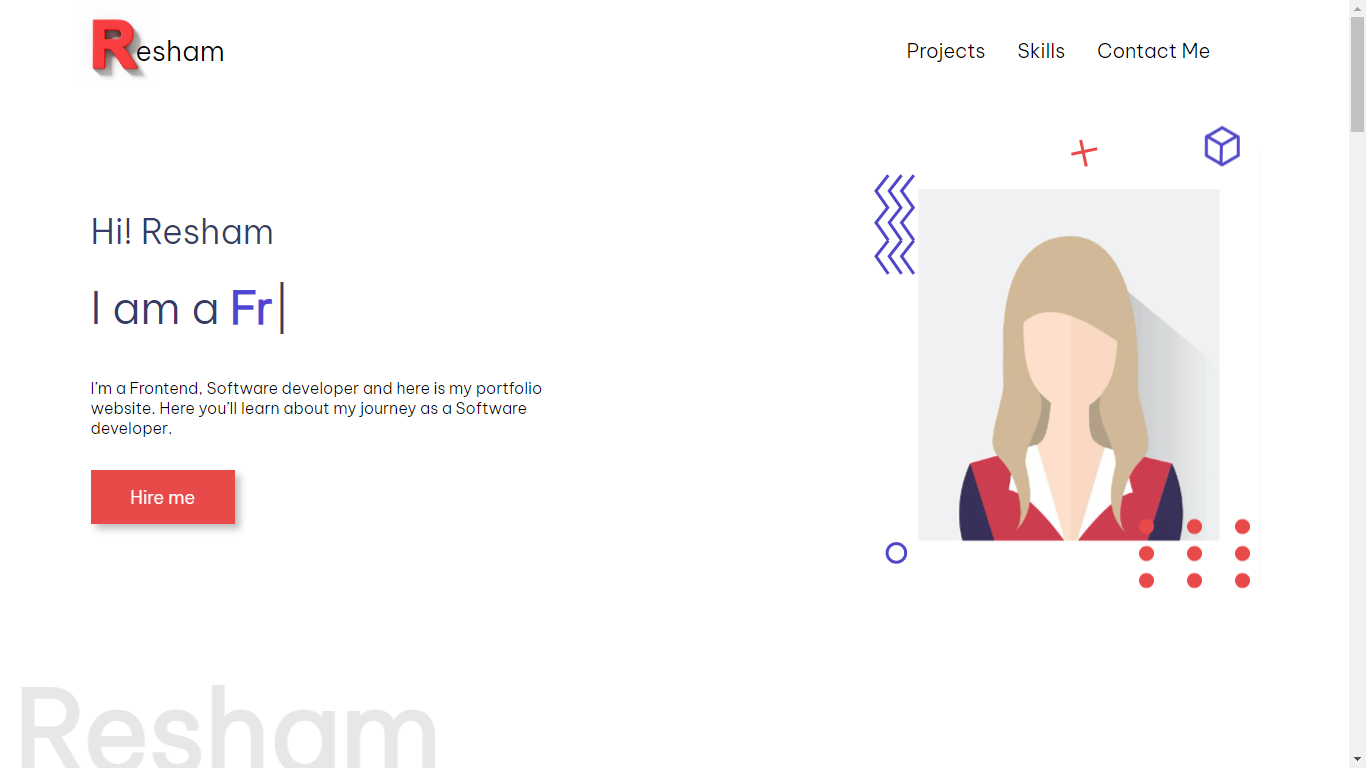 Resham
Projects Skills Contact Me
Hi! Resham
I am a Fr
I'm a Frontend, Software developer and here is my portfolio
website. Here you'll learn about my journey as a Software
developer.
Hire me
Resham